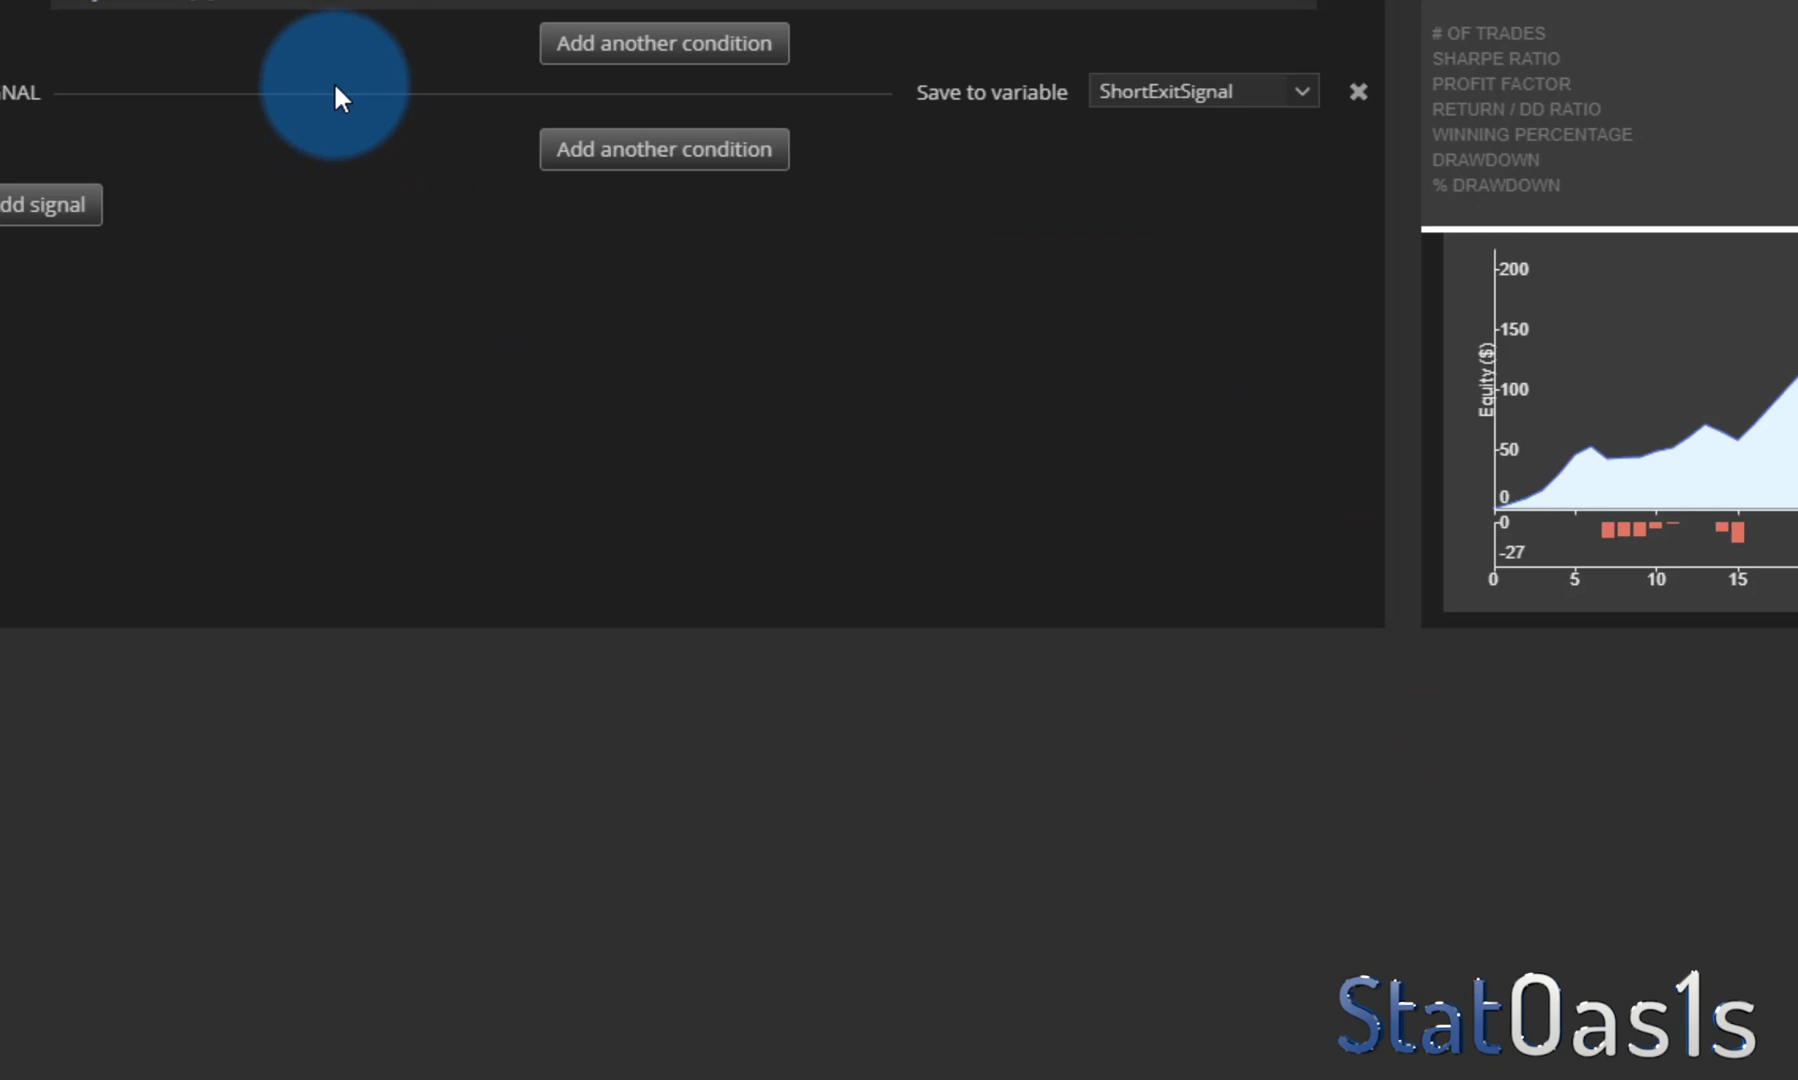 Add another condition
NAL
Save to variable
ShortExitSignal
Add another condition
dd signal
# OF TRADES
SHARPE RATIO
PROFIT FACTOR
RETURN / DD RATIO
WINNING PERCENTAGE
DRAWDOWN
% DRAWDOWN
200
150
Equity ($)
100
50
0
0
-27
0 5 10 15
StatOas1s